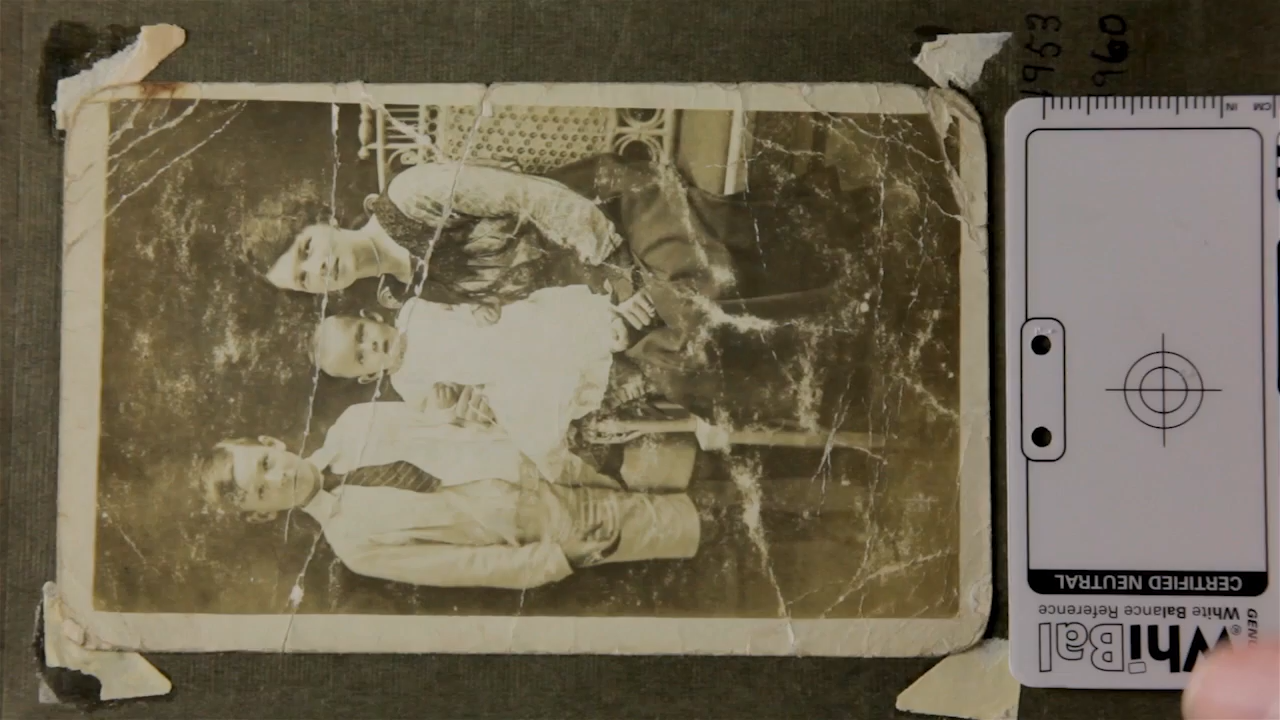 1953
1960
CM
IN
CERTIFIED NEUTRAL
White Balance Reference
WhiBal®